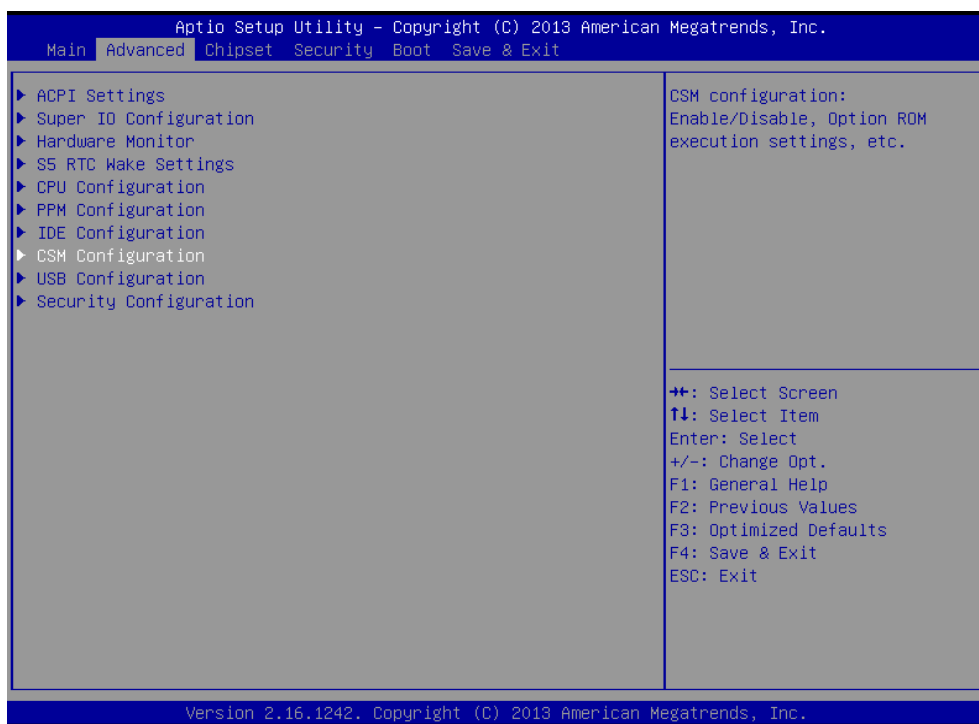 Aptio Setup Utility – Copyright (C) 2013 American Megatrends, Inc.
Main Advanced Chipset Security Boot Save & Exit
ACPI Settings
Super IO Configuration
Hardware Monitor
S5 RTC Wake Settings
CPU Configuration
PPM Configuration
IDE Configuration
CSM Configuration
USB Configuration
Security Configuration
CSM configuration:
Enable/Disable, Option ROM
execution settings, etc.
→←: Select Screen
↑↓: Select Item
Enter: Select
+/-: Change Opt.
F1: General Help
F2: Previous Values
F3: Optimized Defaults
F4: Save & Exit
ESC: Exit
Version 2.16.1242. Copyright (C) 2013 American Megatrends, Inc.